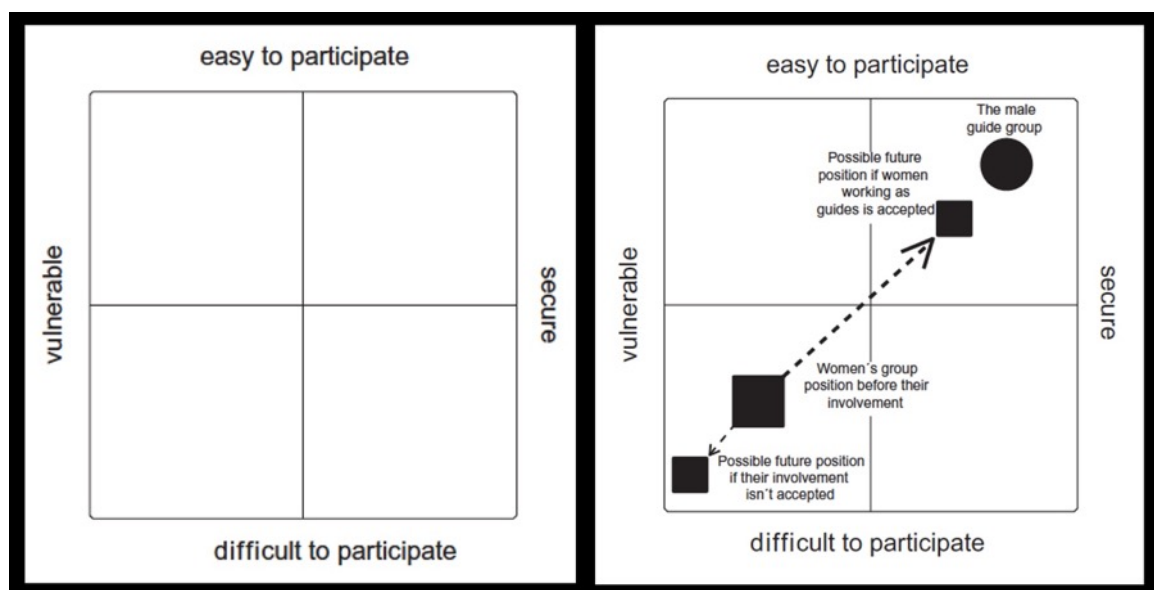 easy to participate
vulnerable
secure
difficult to participate
easy to participate
The male
guide group
Possible future
position if women
working as
guides is accepted
vulnerable
secure
Women´s group
position before their
involvement
Possible future position
if their involvement
isn´t accepted
difficult to participate